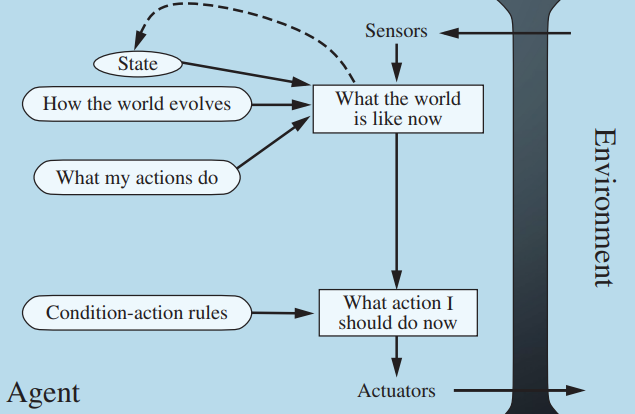 Sensors
State
How the world evolves
What the world
is like now
What my actions do
Environment
Condition-action rules
What action I
should do now
Agent
Actuators